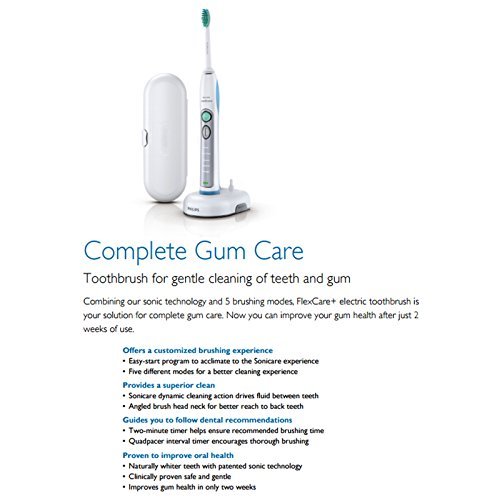 PHILIPS
Complete Gum Care
Toothbrush for gentle cleaning of teeth and gum
Combining our sonic technology and 5 brushing modes, FlexCare+ electric toothbrush is
your solution for complete gum care. Now you can improve your gum health after just 2
weeks of use.
Offers a customized brushing experience
• Easy-start program to acclimate to the Sonicare experience
• Five different modes for a better cleaning experience
Provides a superior clean
• Sonicare dynamic cleaning action drives fluid between teeth
• Angled brush head neck for better reach to back teeth
Guides you to follow dental recommendations
• Two-minute timer helps ensure recommended brushing time
• Quadpacer interval timer encourages thorough brushing
Proven to improve oral health
• Naturally whiter teeth with patented sonic technology
• Clinically proven safe and gentle
• Improves gum health in only two weeks